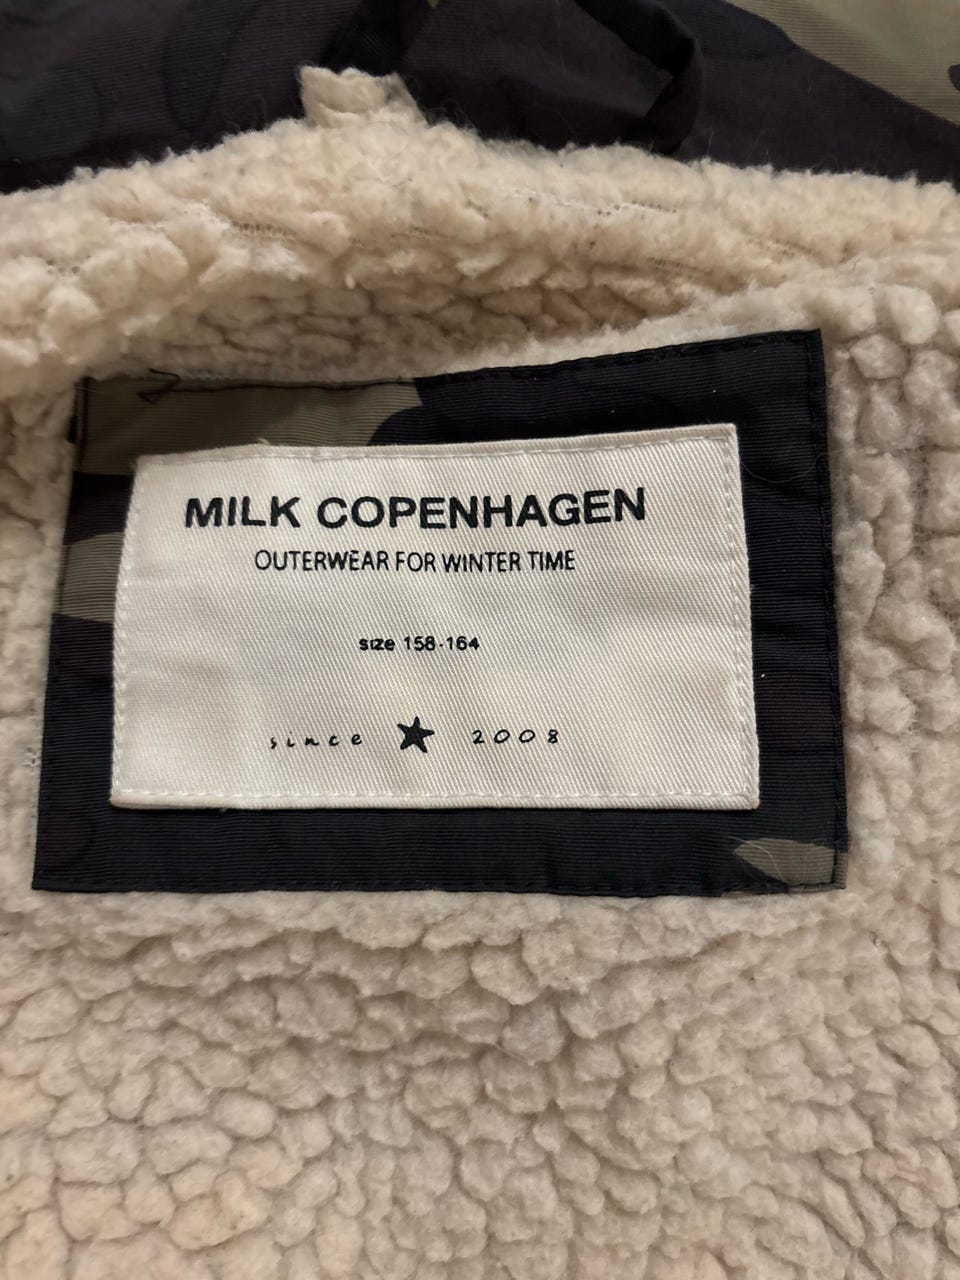 MILK COPENHAGEN
OUTERWEAR FOR WINTER TIME
size 158-164
since ★ 2008